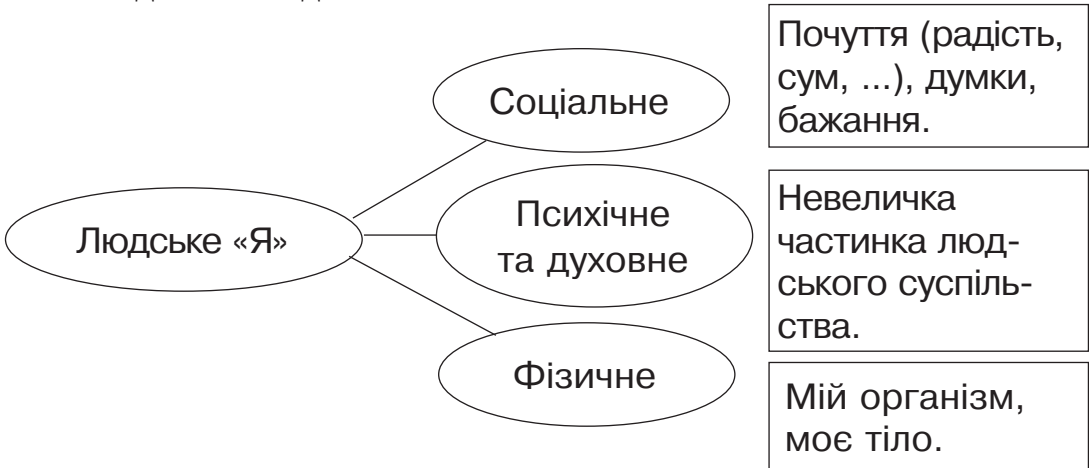 Людське «Я»
Соціальне
Психічне
та духовне
Фізичне
Почуття (радість,
сум, ...), думки,
бажання.
Невеличка
частинка люд-
ського суспіль-
ства.
Мій організм,
моє тіло.